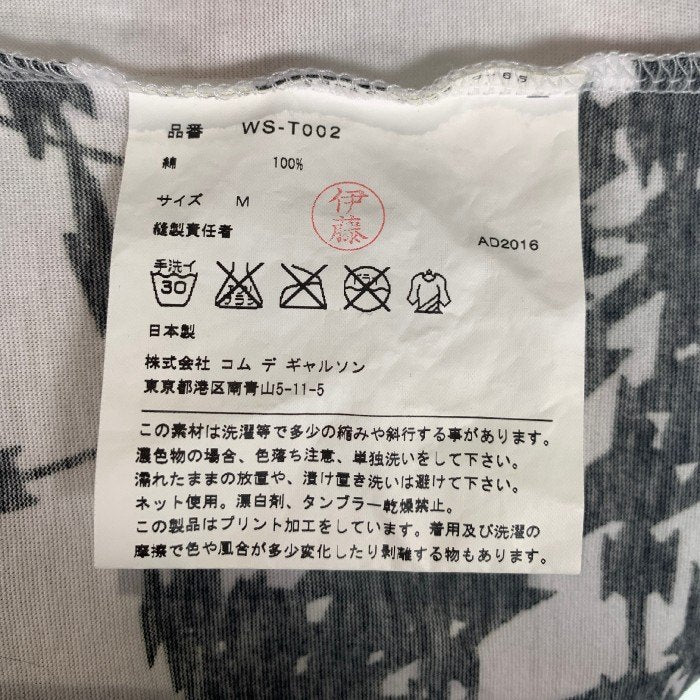 品番 WS-T002
綿 100%
サイズ M
伊藤
縫製責任者
AD2016
手洗イ
30
エンソ サラシ
日本製
株式会社 コム デ ギャルソン
東京都港区南青山5-11-5
この素材は洗濯等で多少の縮みや斜行する事があります。
濃色物の場合、色落ち注意、単独洗いをして下さい。
濡れたままの放置や、漬け置き洗いは避けて下さい。
ネット使用。漂白剤、タンブラー乾燥禁止。
この製品はプリント加工をしています。着用及び洗濯の
摩擦で色や風合が多少変化したり剥離する物もあります。